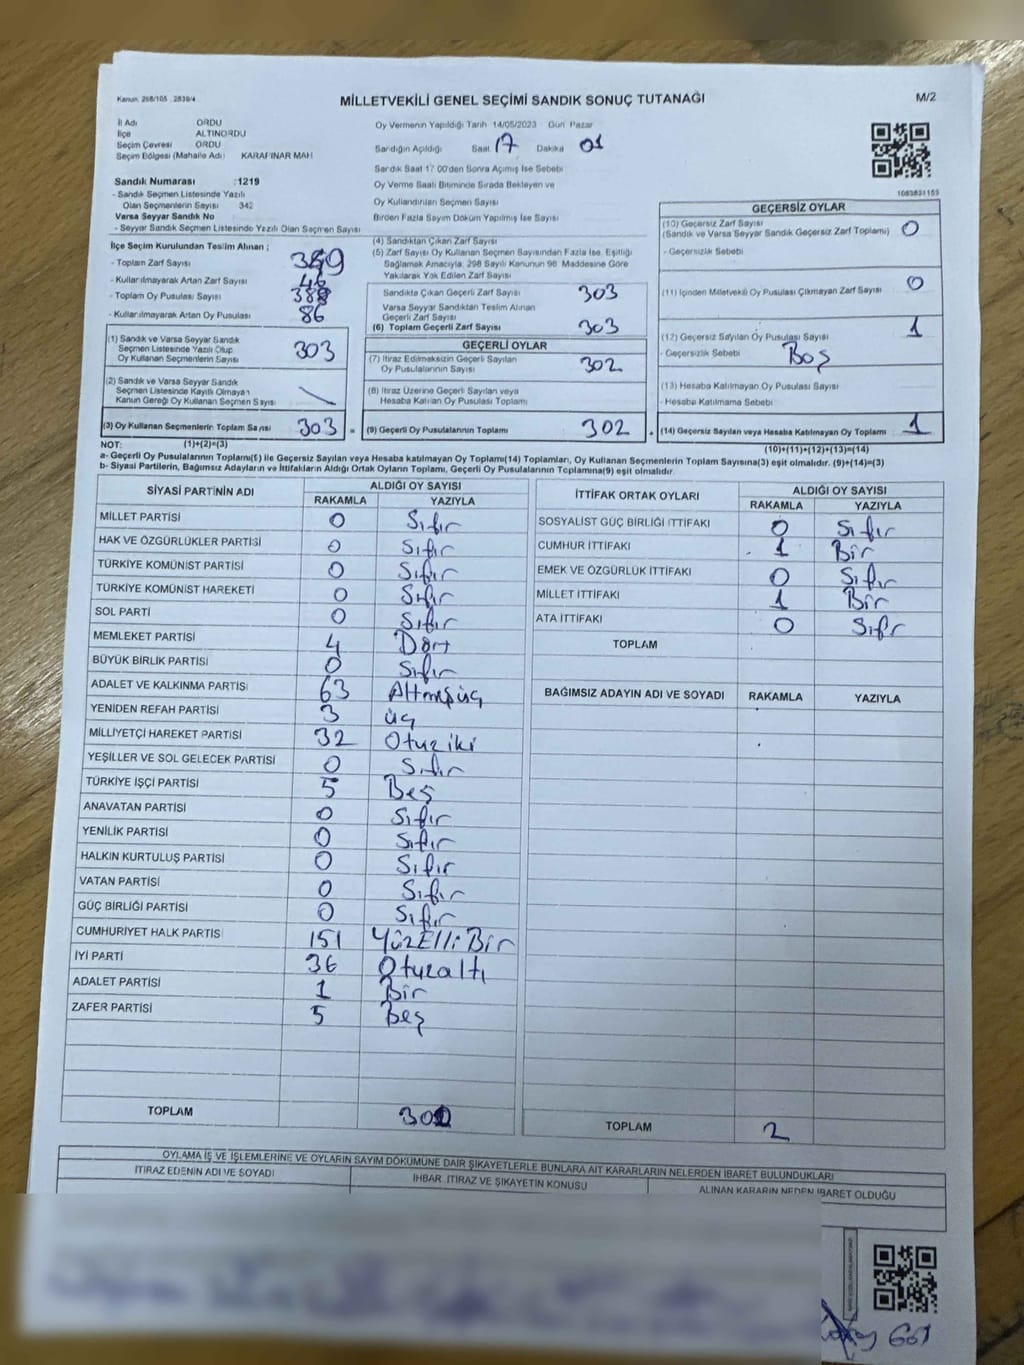 Kanun: 298/105 , 2839/4
MİLLETVEKİLİ GENEL SEÇİMİ SANDIK SONUÇ TUTANAĞI
M/2
İl Adı ORDU
İlçe ALTINORDU
Seçim Çevresi ORDU
Seçim Bölgesi (Mahalle Adı) KARAPINAR MAH
Sandık Numarası :1219
- Sandık Seçmen Listesinde Yazılı
Olan Seçmenlerin Sayısı 342
Varsa Seyyar Sandık No
- Seyyar Sandık Seçmen Listesinde Yazılı Olan Seçmen Sayısı
Oy Vermenin Yapıldığı Tarih 14/05/2023 Gün Pazar
Sandığın Açıldığı Saat 17 Dakika 01
Sandık Saat 17.00'den Sonra Açılmış İse Sebebi
Oy Verme Saati Bitiminde Sırada Bekleyen ve
Oy Kullandırılan Seçmen Sayısı
Birden Fazla Sayım Döküm Yapılmış İse Sayısı
1083831155
İlçe Seçim Kurulundan Teslim Alınan ;
- Toplam Zarf Sayısı
- Kullanılmayarak Artan Zarf Sayısı 46
- Toplam Oy Pusulası Sayısı
- Kullanılmayarak Artan Oy Pusulası 86
(1) Sandık ve Varsa Seyyar Sandık
Seçmen Listesinde Yazılı Olup
Oy Kullanan Seçmenlerin Sayısı 303
(2) Sandık ve Varsa Seyyar Sandık
Seçmen Listesinde Kayıtlı Olmayan
Kanun Gereği Oy Kullanan Seçmen Sayısı
(3) Oy Kullanan Seçmenlerin Toplam Sayısı 303 =
(4) Sandıktan Çıkan Zarf Sayısı
(5) Zarf Sayısı Oy Kullanan Seçmen Sayısından Fazla İse, Eşitliği
Sağlamak Amacıyla, 298 Sayılı Kanunun 98. Maddesine Göre
Yakılarak Yok Edilen Zarf Sayısı
Sandıkta Çıkan Geçerli Zarf Sayısı 303
Varsa Seyyar Sandıktan Teslim Alınan
Geçerli Zarf Sayısı
(6) Toplam Geçerli Zarf Sayısı 303
GEÇERLİ OYLAR
(7) İtiraz Edilmeksizin Geçerli Sayılan
Oy Pusulalarının Sayısı 302
(8) İtiraz Üzerine Geçerli Sayılan veya
Hesaba Katılan Oy Pusulası Toplamı
(9) Geçerli Oy Pusulalarının Toplamı 302 +
GEÇERSİZ OYLAR
(10) Geçersiz Zarf Sayısı
(Sandık ve Varsa Seyyar Sandık Geçersiz Zarf Toplamı) 0
- Geçersizlik Sebebi
(11) İçinden Milletvekili Oy Pusulası Çıkmayan Zarf Sayısı 0
(12) Geçersiz Sayılan Oy Pusulası Sayısı 1
- Geçersizlik Sebebi Boş
(13) Hesaba Katılmayan Oy Pusulası Sayısı
- Hesaba Katılmama Sebebi
(14) Geçersiz Sayılan veya Hesaba Katılmayan Oy Toplamı 1
NOT: (1)+(2)=(3) (10)+(11)+(12)+(13)=(14)
a- Geçerli Oy Pusulalarının Toplamı(9) ile Geçersiz Sayılan veya Hesaba Katılmayan Oy Toplamı(14) Toplamları, Oy Kullanan Seçmenlerin Toplam Sayısına(3) eşit olmalıdır. (9)+(14)=(3)
b- Siyasi Partilerin, Bağımsız Adayların ve İttifakların Aldığı Ortak Oyların Toplamı, Geçerli Oy Pusulalarının Toplamına(9) eşit olmalıdır.
SİYASİ PARTİNİN ADI ALDIĞI OY SAYISI
RAKAMLA YAZIYLA
MİLLET PARTİSİ 0 Sıfır
HAK VE ÖZGÜRLÜKLER PARTİSİ 0 Sıfır
TÜRKİYE KOMÜNİST PARTİSİ 0 Sıfır
TÜRKİYE KOMÜNİST HAREKETİ 0 Sıfır
SOL PARTİ 0 Sıfır
MEMLEKET PARTİSİ 4 Dört
BÜYÜK BİRLİK PARTİSİ 0 Sıfır
ADALET VE KALKINMA PARTİSİ 63 Altmışüç
YENİDEN REFAH PARTİSİ 3 üç
MİLLİYETÇİ HAREKET PARTİSİ 32 Otuziki
YEŞİLLER VE SOL GELECEK PARTİSİ 0 Sıfır
TÜRKİYE İŞÇİ PARTİSİ 5 Beş
ANAVATAN PARTİSİ 0 Sıfır
YENİLİK PARTİSİ 0 Sıfır
HALKIN KURTULUŞ PARTİSİ 0 Sıfır
VATAN PARTİSİ 0 Sıfır
GÜÇ BİRLİĞİ PARTİSİ 0 Sıfır
CUMHURİYET HALK PARTİSİ 151 YüzElliBir
İYİ PARTİ 36 Otuzaltı
ADALET PARTİSİ 1 Bir
ZAFER PARTİSİ 5 Beş
TOPLAM
İTTİFAK ORTAK OYLARI ALDIĞI OY SAYISI
RAKAMLA YAZIYLA
SOSYALİST GÜÇ BİRLİĞİ İTTİFAKI 0 Sıfır
CUMHUR İTTİFAKI 1 Bir
EMEK VE ÖZGÜRLÜK İTTİFAKI 0 Sıfır
MİLLET İTTİFAKI 1 Bir
ATA İTTİFAKI 0 Sıfr
TOPLAM
BAĞIMSIZ ADAYIN ADI VE SOYADI RAKAMLA YAZIYLA
TOPLAM 2
OYLAMA İŞ VE İŞLEMLERİNE VE OYLARIN SAYIM DÖKÜMÜNE DAİR ŞİKAYETLERLE BUNLARA AİT KARARLARIN NELERDEN İBARET BULUNDUKLARI
İTİRAZ EDENİN ADI VE SOYADI İHBAR, İTİRAZ VE ŞİKAYETİN KONUSU ALINAN KARARIN NEDEN İBARET OLDUĞU